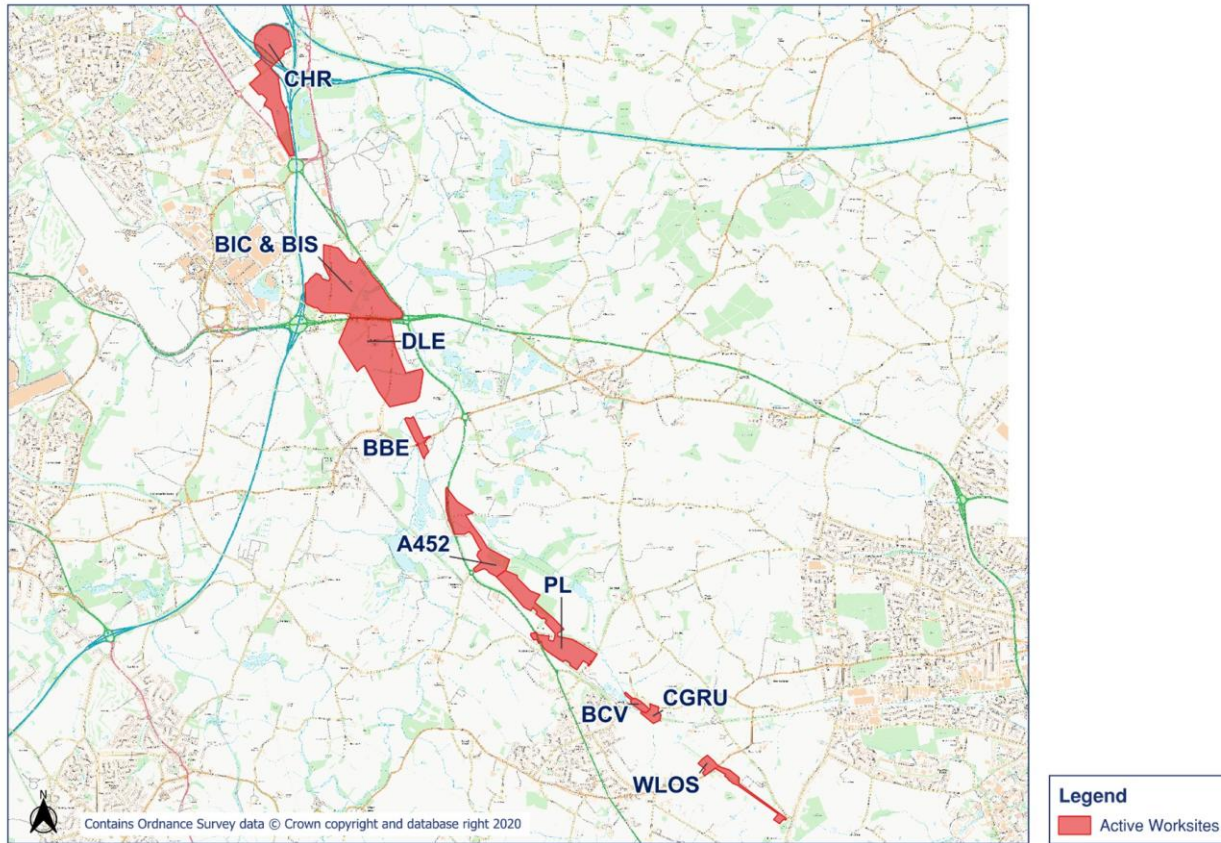 CHR
BIC & BIS
DLE
BBE
A452
PL
CGRU
BCV
WLOS
N
Contains Ordnance Survey data © Crown copyright and database right 2020
Legend
Active Worksites